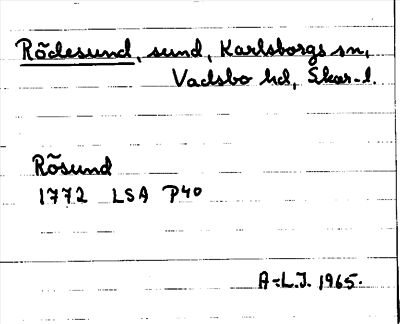 Rödesund, sund, Karlsborgs sn,
Vadsbo hd, Skar-l.
Rösund
1772 LSA P40
A-L.J. 1965.